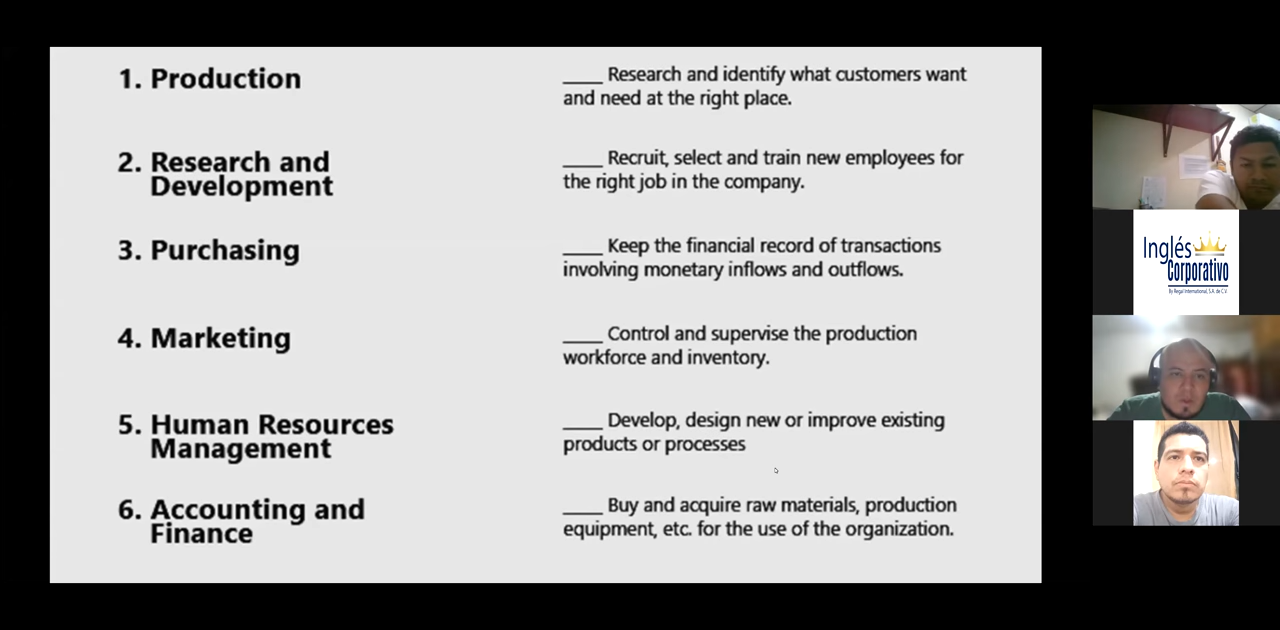 1. Production
____ Research and identify what customers want
and need at the right place.
2. Research and
Development
____ Recruit, select and train new employees for
the right job in the company.
3. Purchasing
____ Keep the financial record of transactions
involving monetary inflows and outflows.
4. Marketing
____ Control and supervise the production
workforce and inventory.
5. Human Resources
Management
____ Develop, design new or improve existing
products or processes
6. Accounting and
Finance
____ Buy and acquire raw materials, production
equipment, etc. for the use of the organization.
Inglés
Corporativo
By Regal International, S.A. de C.V.